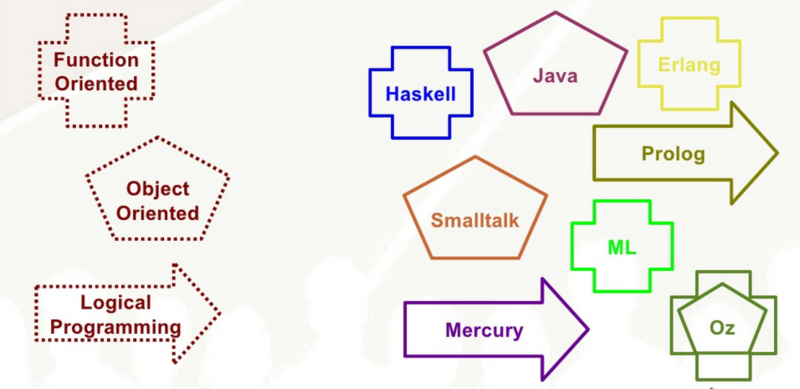 Function
Oriented
Object
Oriented
Logical
Programming
Haskell
Java
Erlang
Prolog
Smalltalk
ML
Mercury
Oz